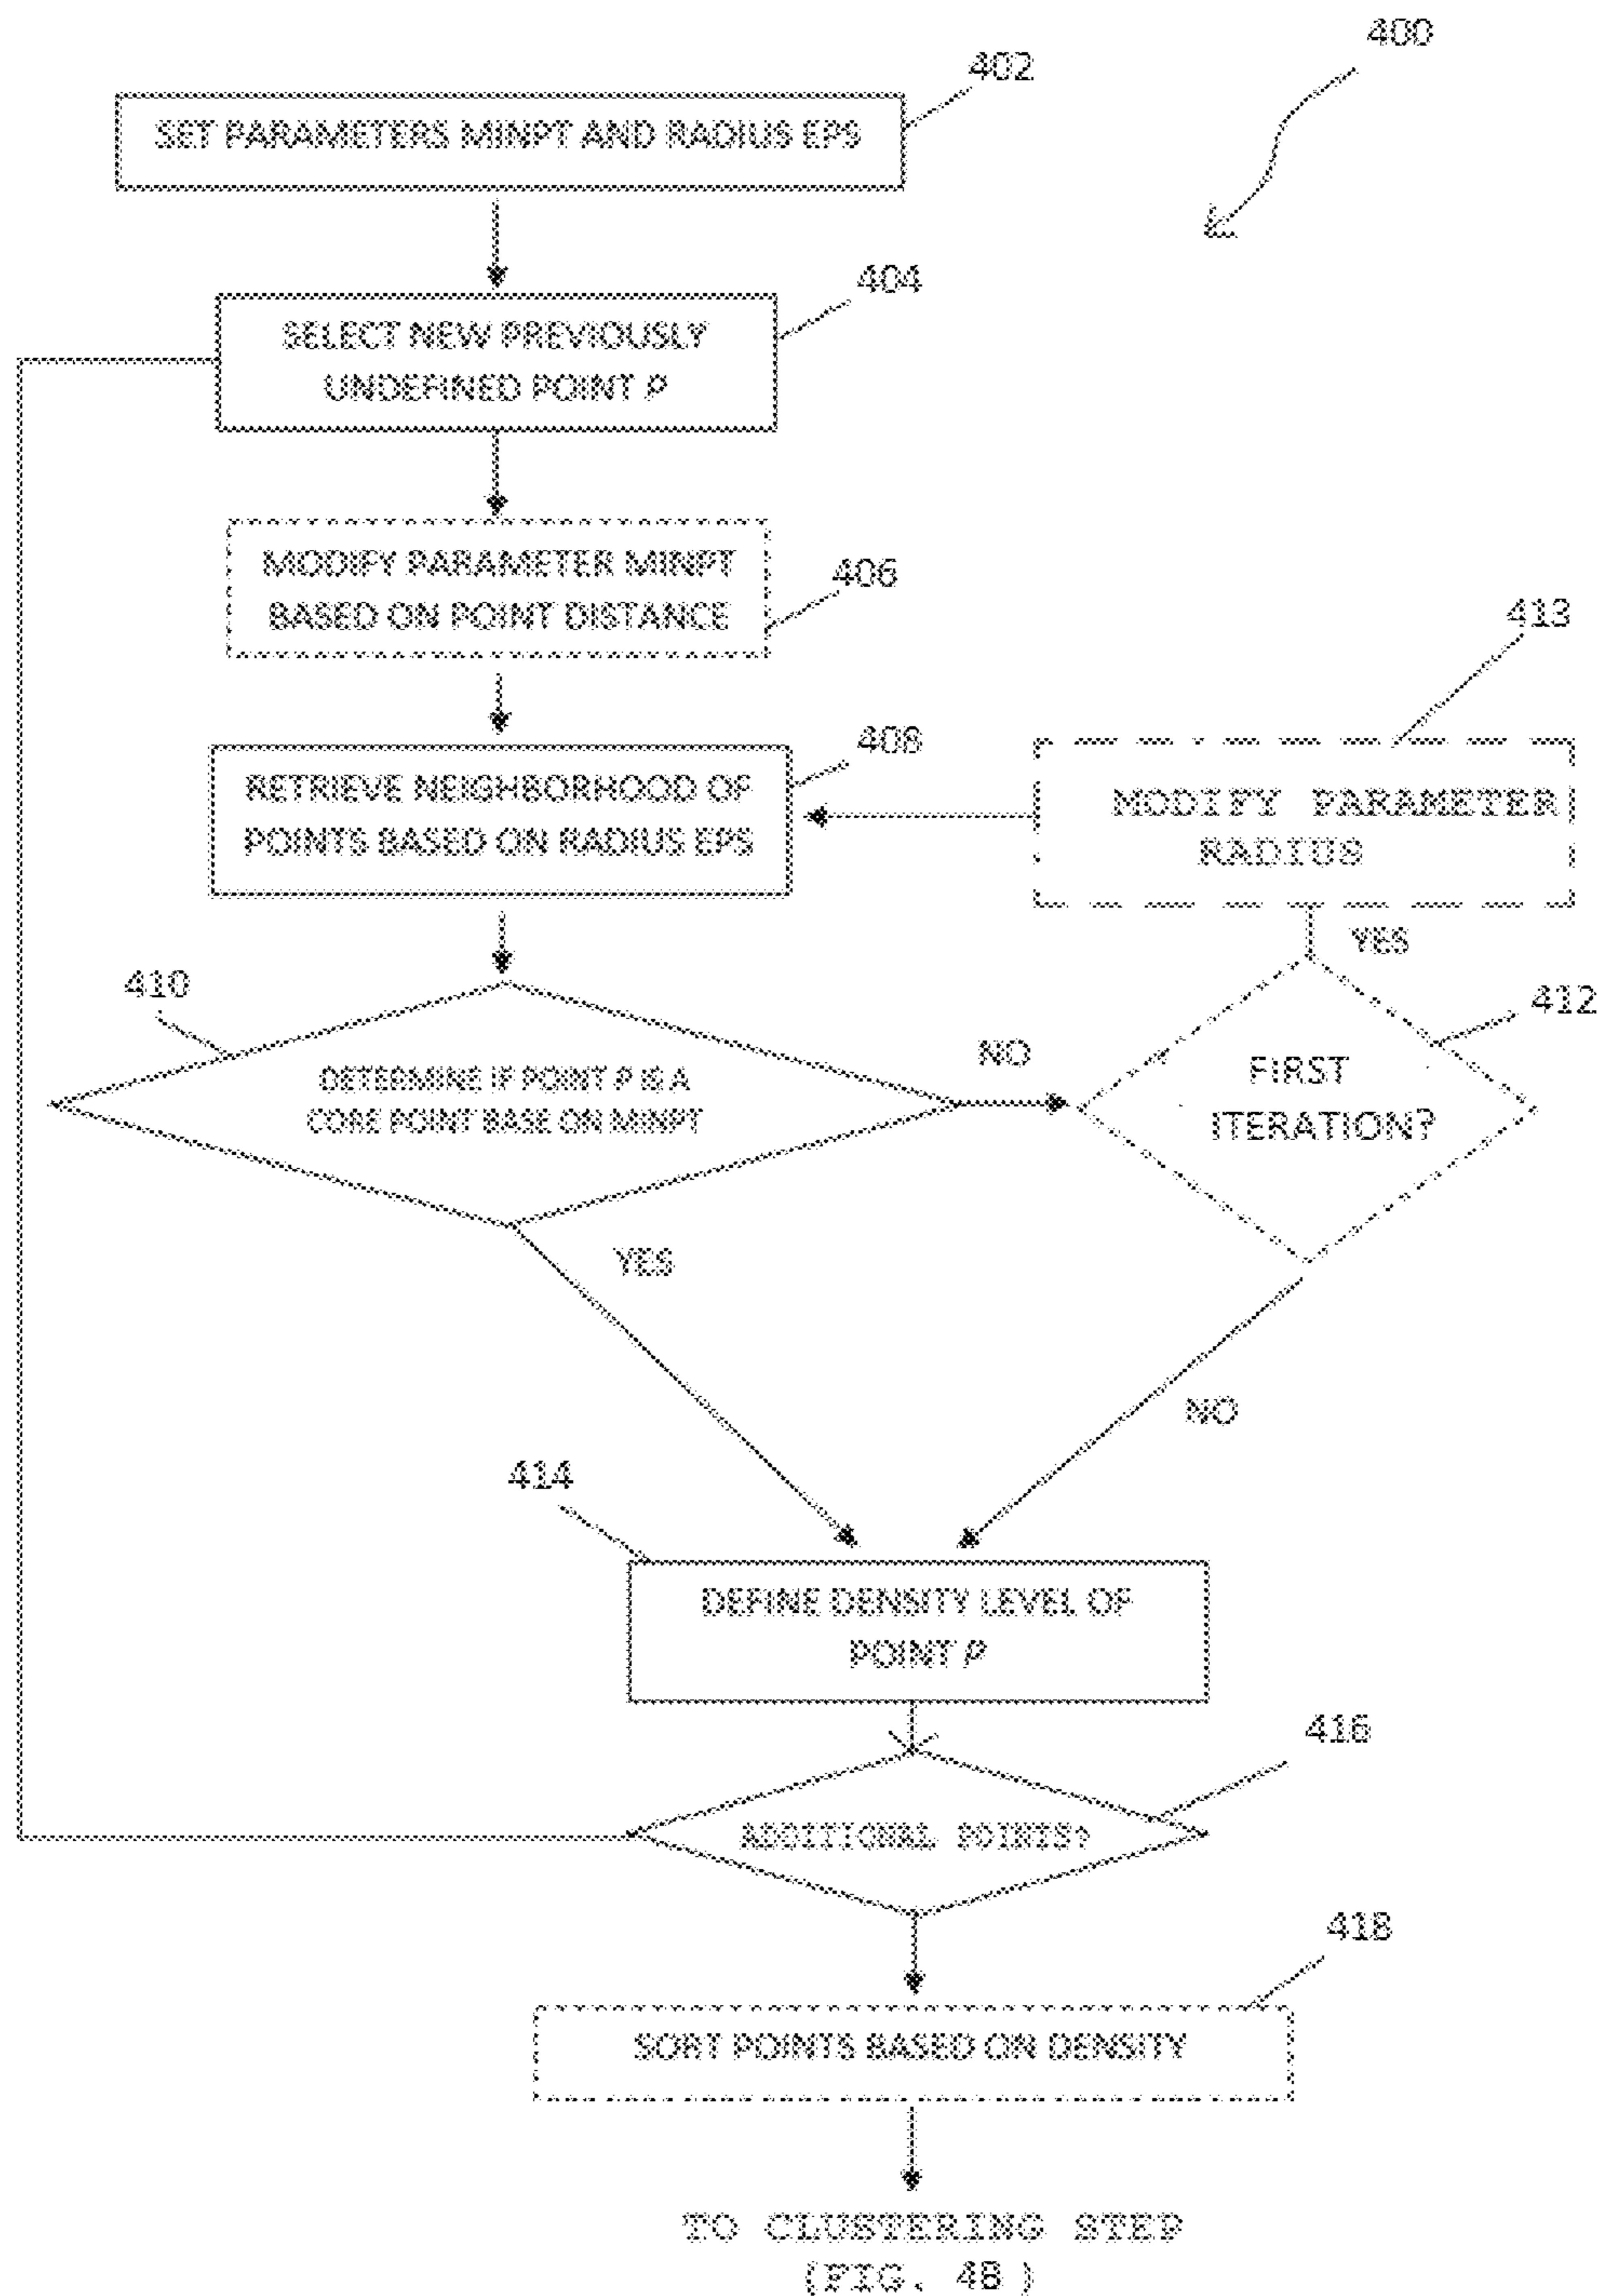 400
402
SET PARAMETERS MINPT AND RADIUS EPS
404
SELECT NEW PREVIOUSLY
UNDEFINED POINT P
406
MODIFY PARAMETER MINPT
BASED ON POINT DISTANCE
413
408
RETRIEVE NEIGHBORHOOD OF
POINTS BASED ON RADIUS EPS
MODIFY PARAMETER
RADIUS
YES
410
412
DETERMINE IF POINT P IS A
CORE POINT BASE ON MINPT
NO
FIRST
ITERATION?
YES
NO
414
DEFINE DENSITY LEVEL OF
POINT P
416
ADDITIONAL POINTS?
418
SORT POINTS BASED ON DENSITY
TO CLUSTERING STEP
(FIG. 4B )